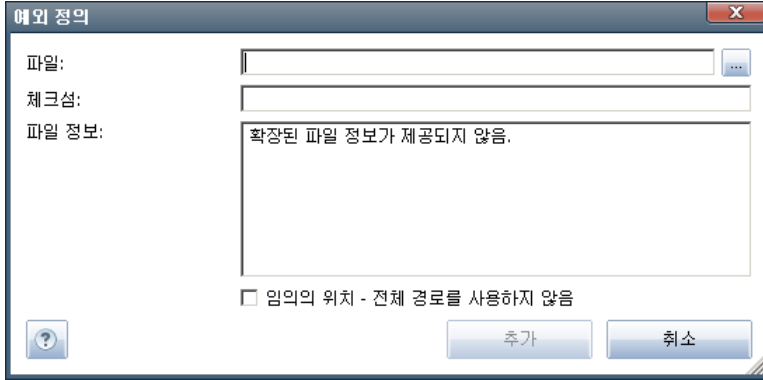 예외 정의
파일:
...
체크섬:
파일 정보:
확장된 파일 정보가 제공되지 않음.
임의의 위치 - 전체 경로를 사용하지 않음
? 추가 취소